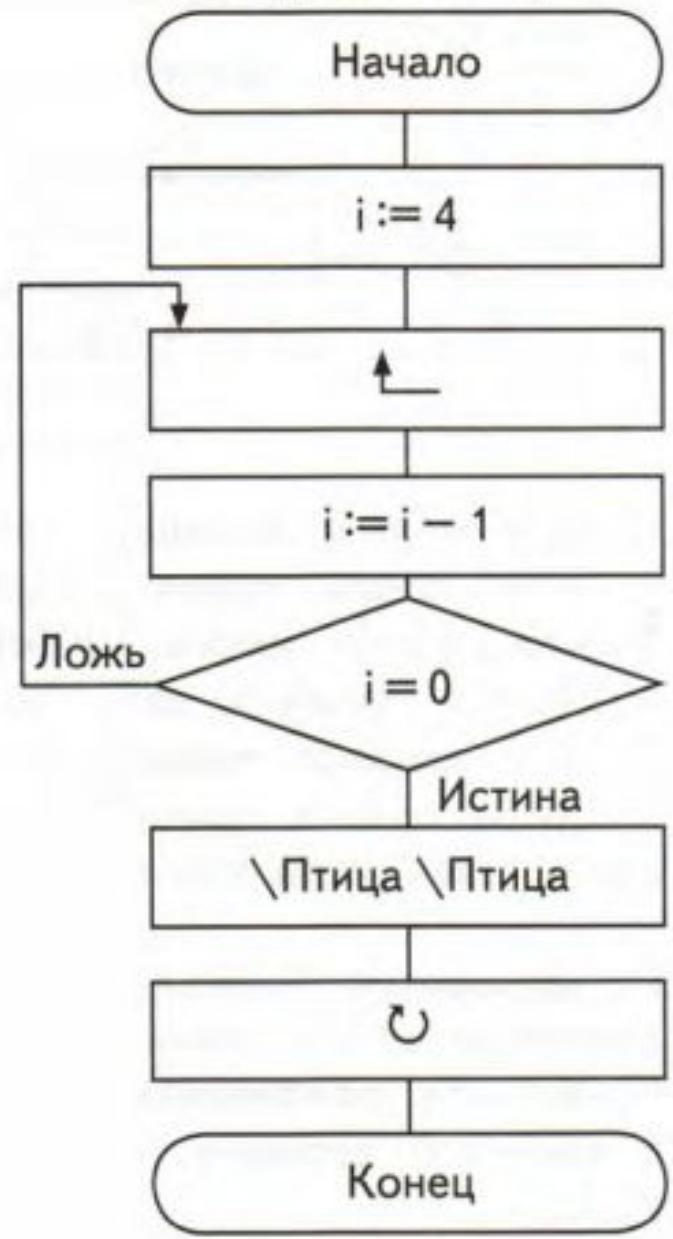 Начало
i := 4
i := i − 1
Ложь
i = 0
Истина
\Птица \Птица
Конец